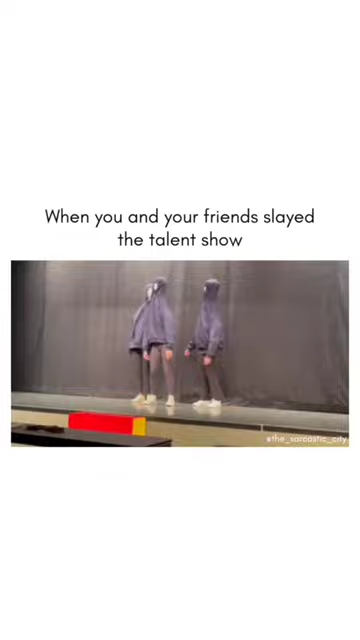 When you and your friends slayed
the talent show
@the_sarcastic_city